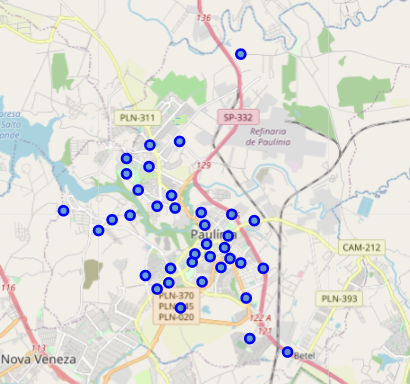 136
PLN-311
SP-332
Refinaria
de Paulínia
129
CAM-212
116
PLN-370
PLN-020
PLN-393
122 A
121
113
Betel
Nova Veneza